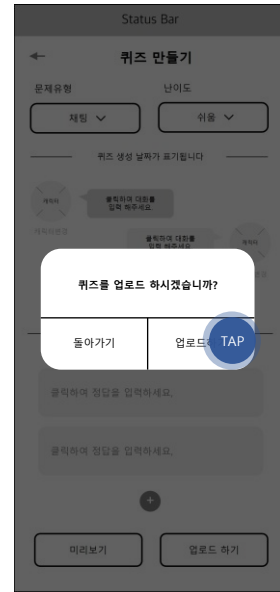 Status Bar
퀴즈 만들기
문제유형
난이도
채팅
쉬움
퀴즈 생성 날짜가 표기됩니다
캐릭터
클릭하여 대화를
입력 해주세요
클릭하여 대화를
입력 해주세요
캐릭터
퀴즈를 업로드 하시겠습니까?
돌아가기
업로드
TAP
클릭하여 정답을 입력하세요.
클릭하여 정답을 입력하세요.
미리보기
업로드 하기